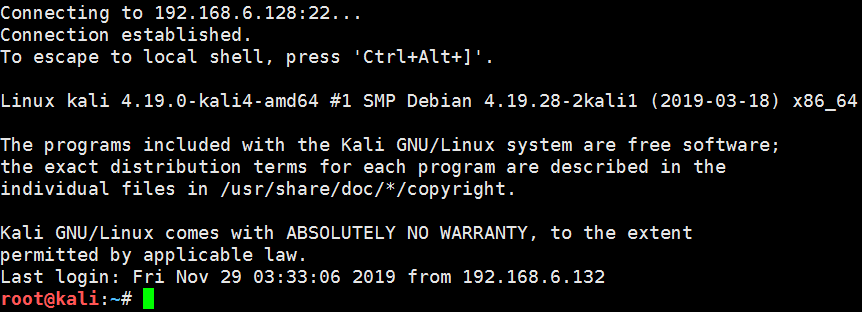 Connecting to 192.168.6.128:22...
Connection established.
To escape to local shell, press 'Ctrl+Alt+]'.
Linux kali 4.19.0-kali4-amd64 #1 SMP Debian 4.19.28-2kali1 (2019-03-18) x86_64
The programs included with the Kali GNU/Linux system are free software;
the exact distribution terms for each program are described in the
individual files in /usr/share/doc/*/copyright.
Kali GNU/Linux comes with ABSOLUTELY NO WARRANTY, to the extent
permitted by applicable law.
Last login: Fri Nov 29 03:33:06 2019 from 192.168.6.132
root@kali:~#